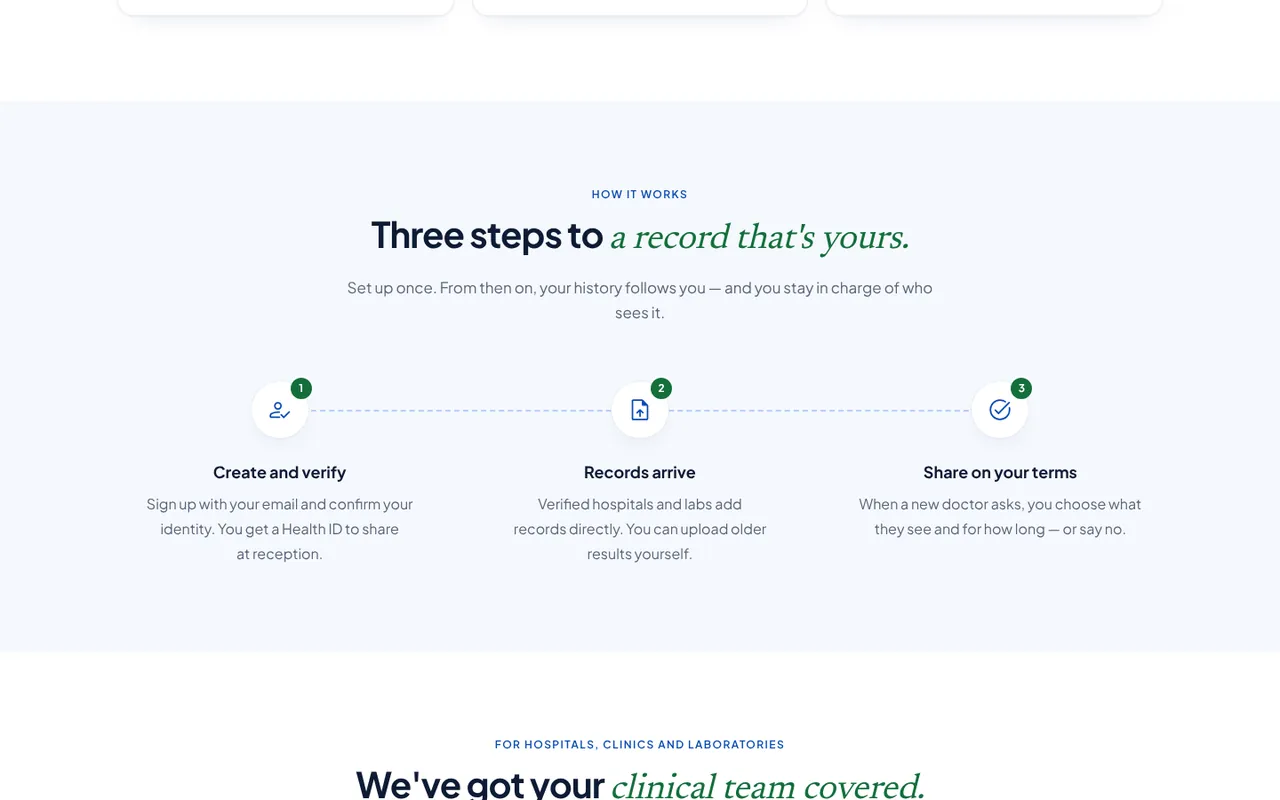 HOW IT WORKS
Three steps to a record that's yours.
Set up once. From then on, your history follows you — and you stay in charge of who
sees it.
1
2
3
Create and verify
Sign up with your email and confirm your
identity. You get a Health ID to share
at reception.
Records arrive
Verified hospitals and labs add
records directly. You can upload older
results yourself.
Share on your terms
When a new doctor asks, you choose what
they see and for how long — or say no.
FOR HOSPITALS, CLINICS AND LABORATORIES
We've got your clinical team covered.